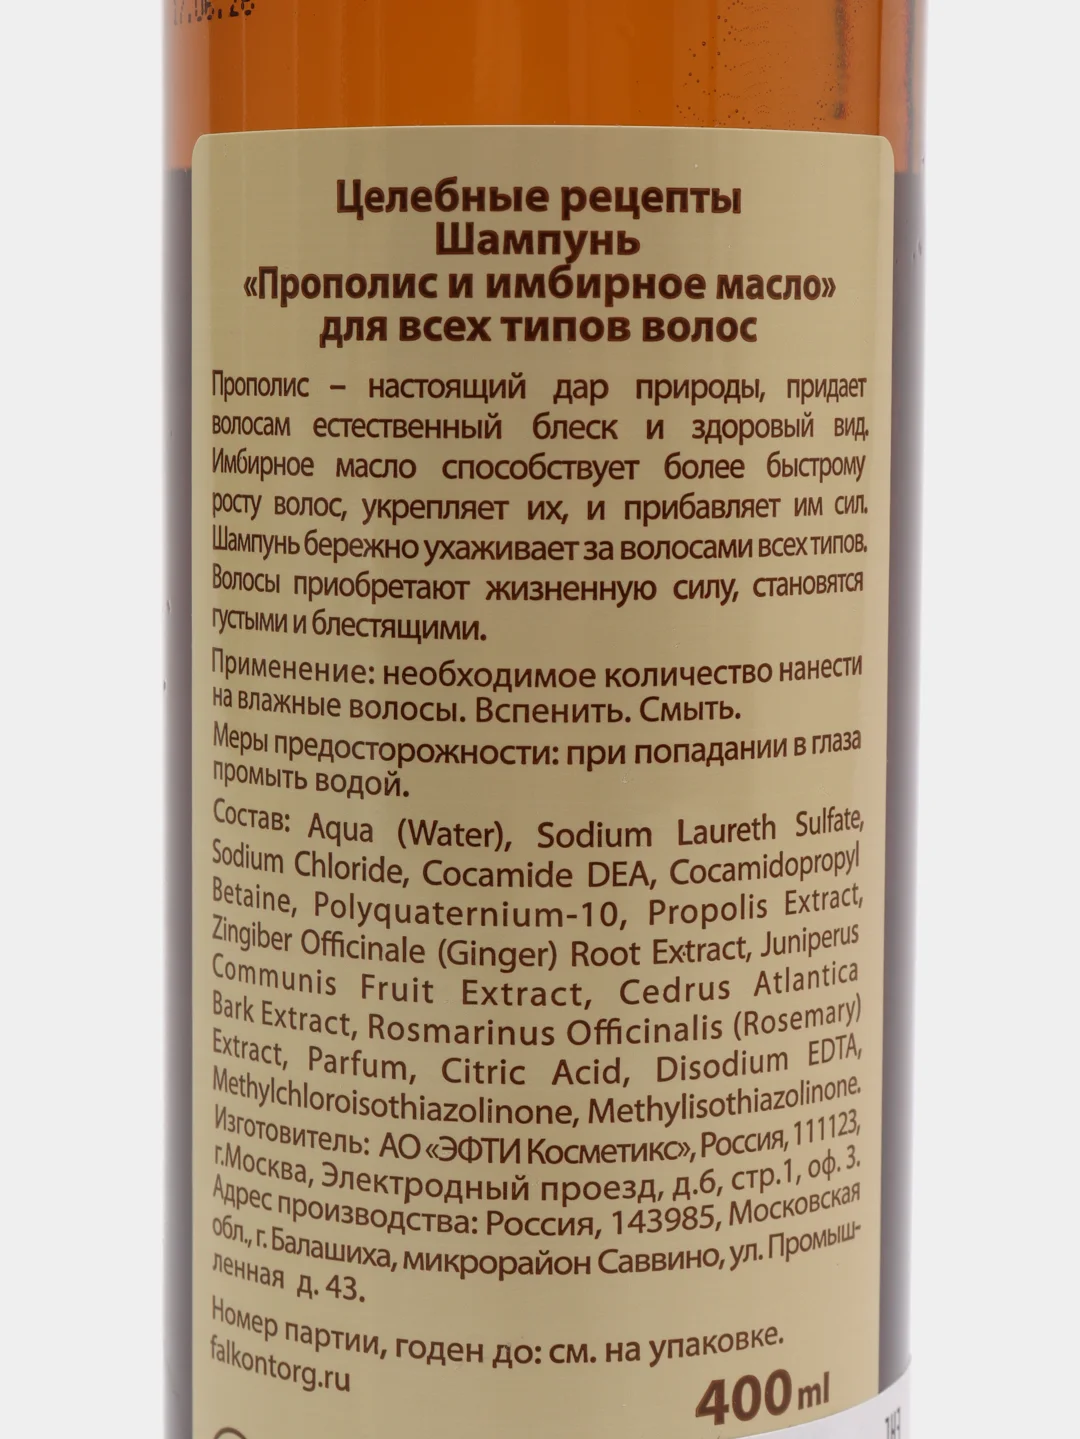 17.06.26
Целебные рецепты
Шампунь
«Прополис и имбирное масло»
для всех типов волос
Прополис – настоящий дар природы, придает
волосам естественный блеск и здоровый вид.
Имбирное масло способствует более быстрому
росту волос, укрепляет их, и прибавляет им сил.
Шампунь бережно ухаживает за волосами всех типов.
Волосы приобретают жизненную силу, становятся
густыми и блестящими.
Применение: необходимое количество нанести
на влажные волосы. Вспенить. Смыть.
Меры предосторожности: при попадании в глаза
промыть водой.
Состав: Aqua (Water), Sodium Laureth Sulfate,
Sodium Chloride, Cocamide DEA, Cocamidopropyl
Betaine, Polyquaternium-10, Propolis Extract,
Zingiber Officinale (Ginger) Root Extract, Juniperus
Communis Fruit Extract, Cedrus Atlantica
Bark Extract, Rosmarinus Officinalis (Rosemary)
Extract, Parfum, Citric Acid, Disodium EDTA,
Methylchloroisothiazolinone, Methylisothiazolinone.
Изготовитель: АО «ЭФТИ Косметикс», Россия, 111123,
г.Москва, Электродный проезд, д.6, стр.1, оф. 3.
Адрес производства: Россия, 143985, Московская
обл., г. Балашиха, микрорайон Саввино, ул. Промыш-
ленная д. 43.
Номер партии, годен до: см. на упаковке.
falkontorg.ru
400 ml